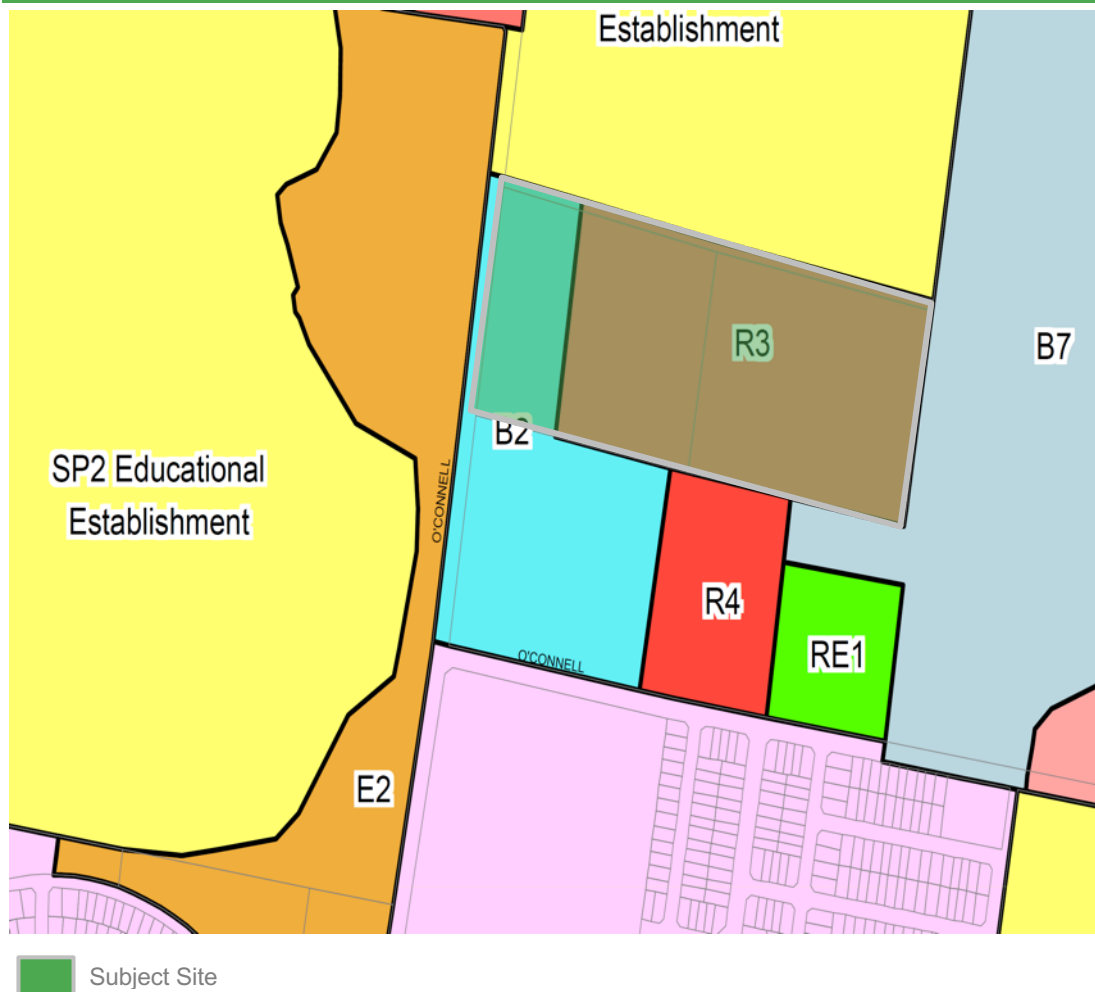 Establishment
R3
B7
B2
SP2 Educational
Establishment
O'CONNELL
R4
RE1
O'CONNELL
E2
Subject Site